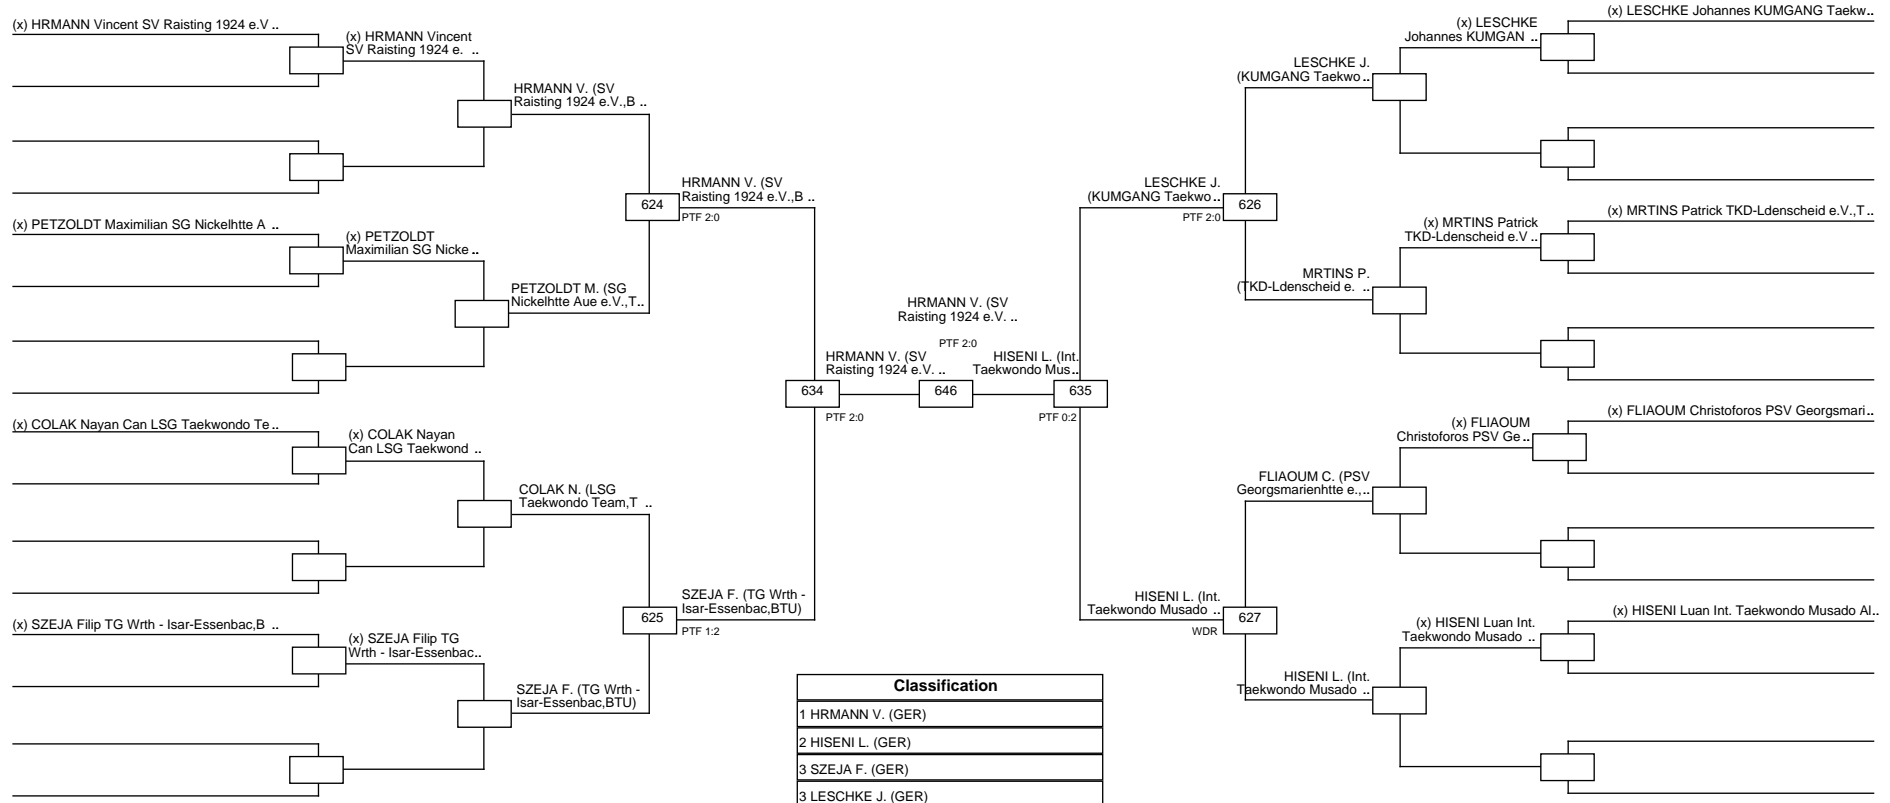 (x) HRMANN Vincent SV Raisting 1924 e.V ..
(x) HRMANN Vincent
SV Raisting 1924 e. ..
HRMANN V. (SV
Raisting 1924 e.V.,B ..
624
HRMANN V. (SV
Raisting 1924 e.V.,B ..
PTF 2:0
(x) PETZOLDT Maximilian SG Nickelhtte A ..
(x) PETZOLDT
Maximilian SG Nicke ..
PETZOLDT M. (SG
Nickelhtte Aue e.V.,T..
(x) COLAK Nayan Can LSG Taekwondo Te..
(x) COLAK Nayan
Can LSG Taekwond ..
COLAK N. (LSG
Taekwondo Team,T ..
625
SZEJA F. (TG Wrth -
Isar-Essenbac,BTU)
PTF 1:2
(x) SZEJA Filip TG Wrth - Isar-Essenbac,B ..
(x) SZEJA Filip TG
Wrth - Isar-Essenbac..
SZEJA F. (TG Wrth -
Isar-Essenbac,BTU)
634
HRMANN V. (SV
Raisting 1924 e.V. ..
PTF 2:0
HRMANN V. (SV
Raisting 1924 e.V. ..
PTF 2:0
646
HISENI L. (Int.
Taekwondo Mus..
635
PTF 0:2
LESCHKE J.
(KUMGANG Taekwo..
626
PTF 2:0
LESCHKE J.
(KUMGANG Taekwo ..
(x) LESCHKE
Johannes KUMGAN ..
(x) LESCHKE Johannes KUMGANG Taekw..
MRTINS P.
(TKD-Ldenscheid e. ..
(x) MRTINS Patrick
TKD-Ldenscheid e.V ..
(x) MRTINS Patrick TKD-Ldenscheid e.V.,T ..
FLIAOUM C. (PSV
Georgsmarienhtte e.,..
(x) FLIAOUM
Christoforos PSV Ge ..
(x) FLIAOUM Christoforos PSV Georgsmari..
HISENI L. (Int.
Taekwondo Musado ..
627
WDR
HISENI L. (Int.
Taekwondo Musado ..
(x) HISENI Luan Int.
Taekwondo Musado ..
(x) HISENI Luan Int. Taekwondo Musado Al..
Classification
1 HRMANN V. (GER)
2 HISENI L. (GER)
3 SZEJA F. (GER)
3 LESCHKE J. (GER)